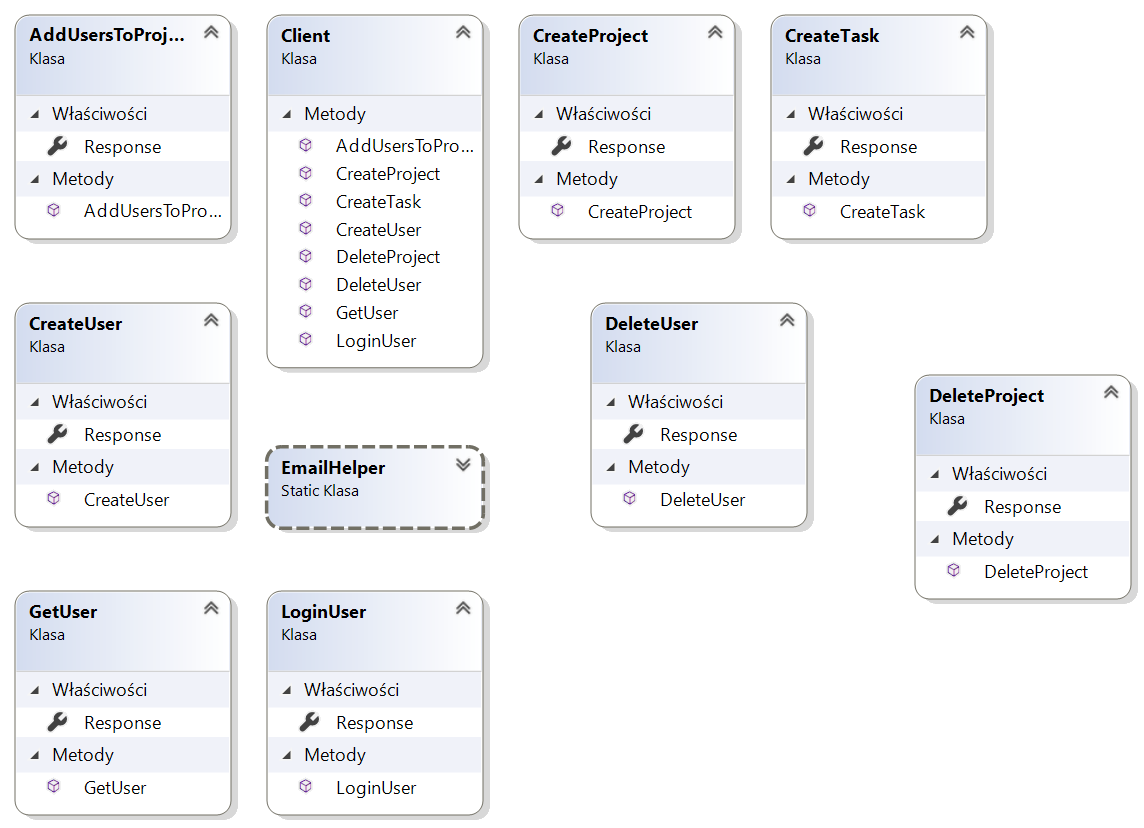 AddUsersToProj...
Klasa
Właściwości
Response
Metody
AddUsersToPro...
Client
Klasa
Metody
AddUsersToPro...
CreateProject
CreateTask
CreateUser
DeleteProject
DeleteUser
GetUser
LoginUser
CreateProject
Klasa
Właściwości
Response
Metody
CreateProject
CreateTask
Klasa
Właściwości
Response
Metody
CreateTask
CreateUser
Klasa
Właściwości
Response
Metody
CreateUser
EmailHelper
Static Klasa
DeleteUser
Klasa
Właściwości
Response
Metody
DeleteUser
DeleteProject
Klasa
Właściwości
Response
Metody
DeleteProject
GetUser
Klasa
Właściwości
Response
Metody
GetUser
LoginUser
Klasa
Właściwości
Response
Metody
LoginUser